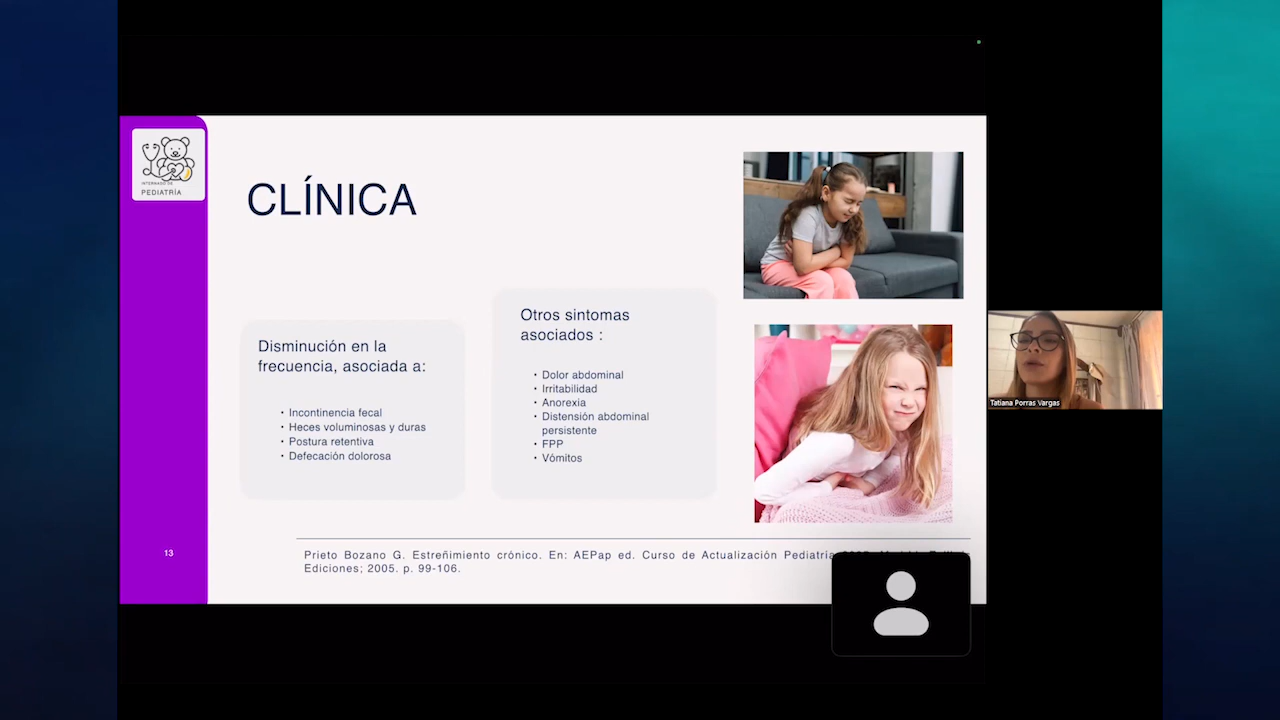 INTERNADO DE
PEDIATRÍA
CLÍNICA
Disminución en la
frecuencia, asociada a:
• Incontinencia fecal
• Heces voluminosas y duras
• Postura retentiva
• Defecación dolorosa
Otros sintomas
asociados :
• Dolor abdominal
• Irritabilidad
• Anorexia
• Distensión abdominal
persistente
• FPP
• Vómitos
Tatiana Porras Vargas
13
Prieto Bozano G. Estreñimiento crónico. En: AEPap ed. Curso de Actualización Pediatría
Ediciones; 2005. p. 99-106.